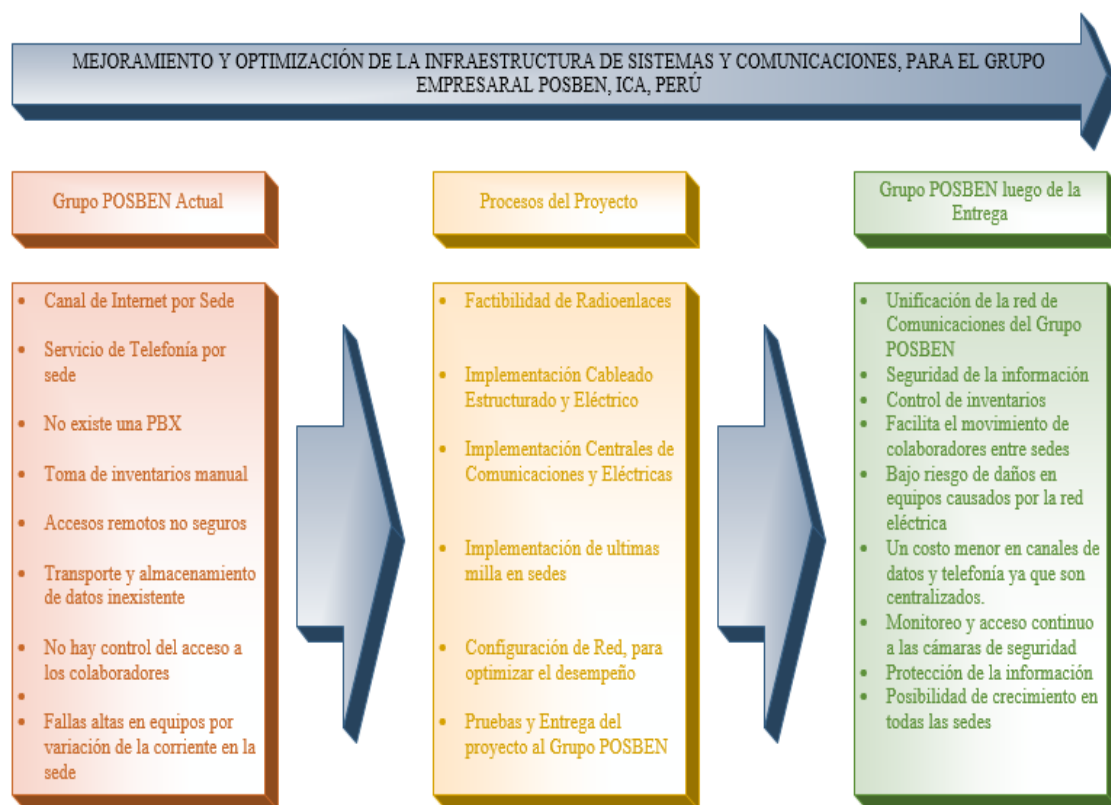 MEJORAMIENTO Y OPTIMIZACIÓN DE LA INFRAESTRUCTURA DE SISTEMAS Y COMUNICACIONES, PARA EL GRUPO
EMPRESARAL POSBEN, ICA, PERÚ
Grupo POSBEN Actual
Procesos del Proyecto
Grupo POSBEN luego de la
Entrega
• Canal de Internet por Sede
• Servicio de Telefonía por
sede
• No existe una PBX
• Toma de inventarios manual
• Accesos remotos no seguros
• Transporte y almacenamiento
de datos inexistente
• No hay control del acceso a
los colaboradores
•
• Fallas altas en equipos por
variación de la corriente en la
sede
• Factibilidad de Radioenlaces
• Implementación Cableado
Estructurado y Eléctrico
• Implementación Centrales de
Comunicaciones y Eléctricas
• Implementación de ultimas
milla en sedes
• Configuración de Red, para
optimizar el desempeño
• Pruebas y Entrega del
proyecto al Grupo POSBEN
• Unificación de la red de
Comunicaciones del Grupo
POSBEN
• Seguridad de la información
• Control de inventarios
• Facilita el movimiento de
colaboradores entre sedes
• Bajo riesgo de daños en
equipos causados por la red
eléctrica
• Un costo menor en canales de
datos y telefonía ya que son
centralizados.
• Monitoreo y acceso continuo
a las cámaras de seguridad
• Protección de la información
• Posibilidad de crecimiento en
todas las sedes